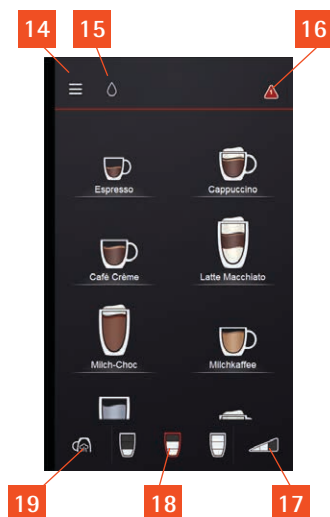 14 15 16
Espresso Cappuccino
Café Crème Latte Macchiato
Milch-Choc Milchkaffee
19 18 17